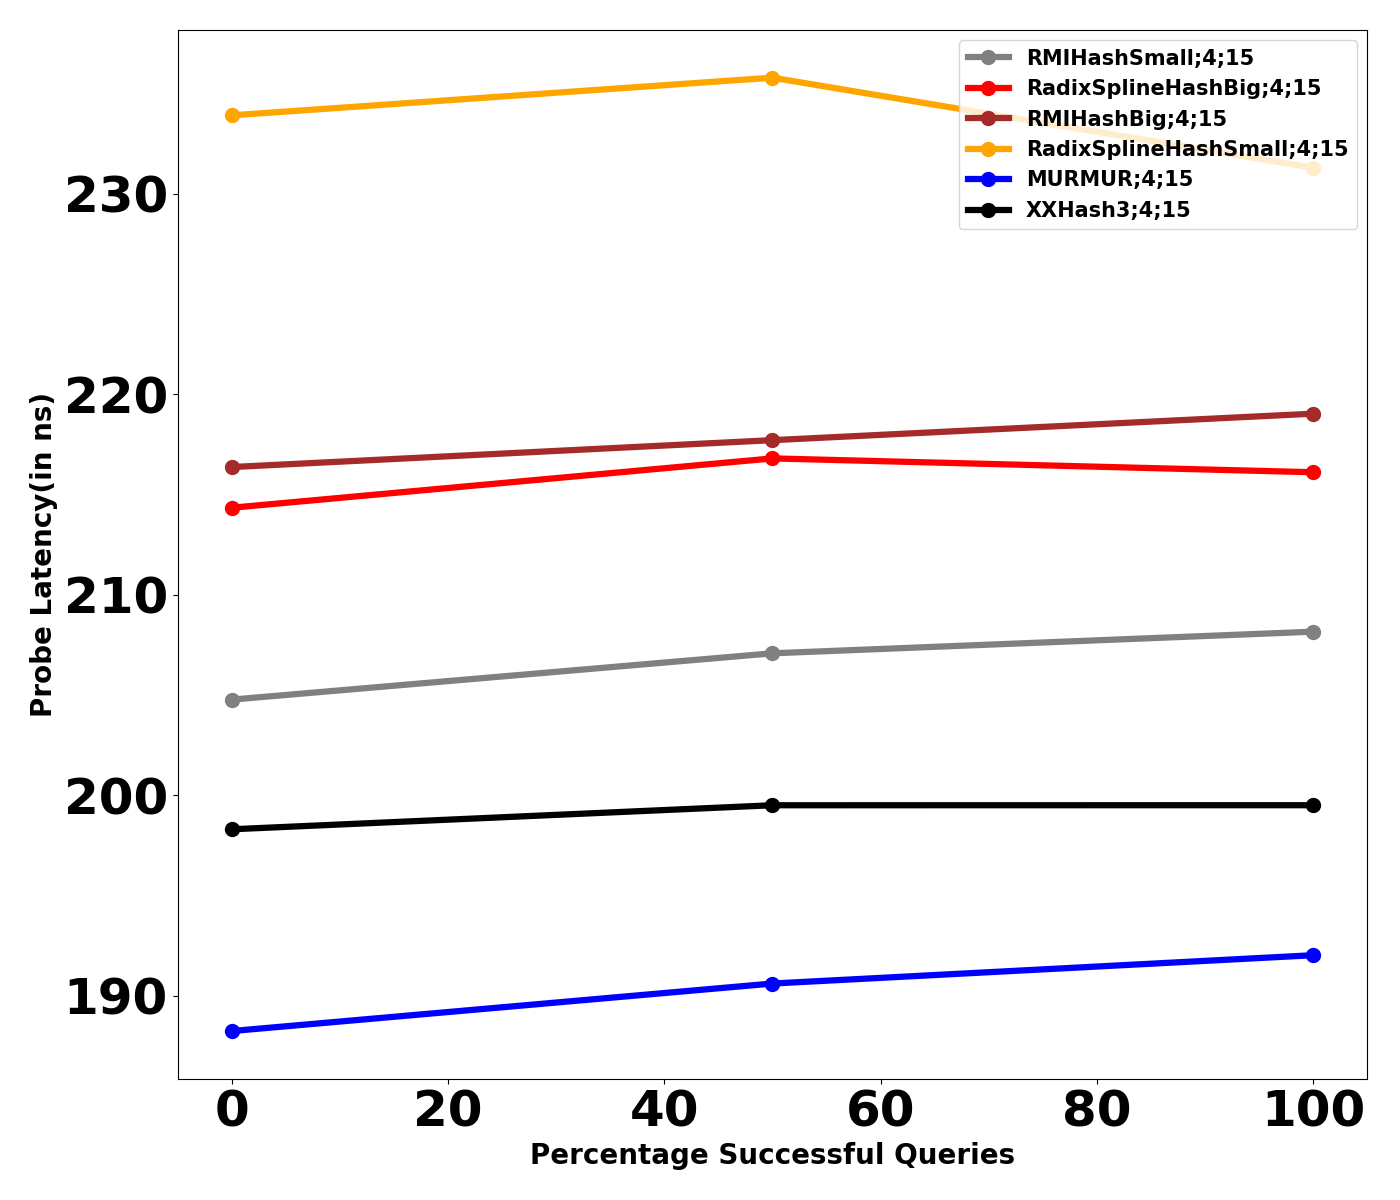 RMIHashSmall;4;15
RadixSplineHashBig;4;15
RMIHashBig;4;15
RadixSplineHashSmall;4;15
MURMUR;4;15
XXHash3;4;15
Probe Latency(in ns)
230
220
210
200
190
0 20 40 60 80 100
Percentage Successful Queries